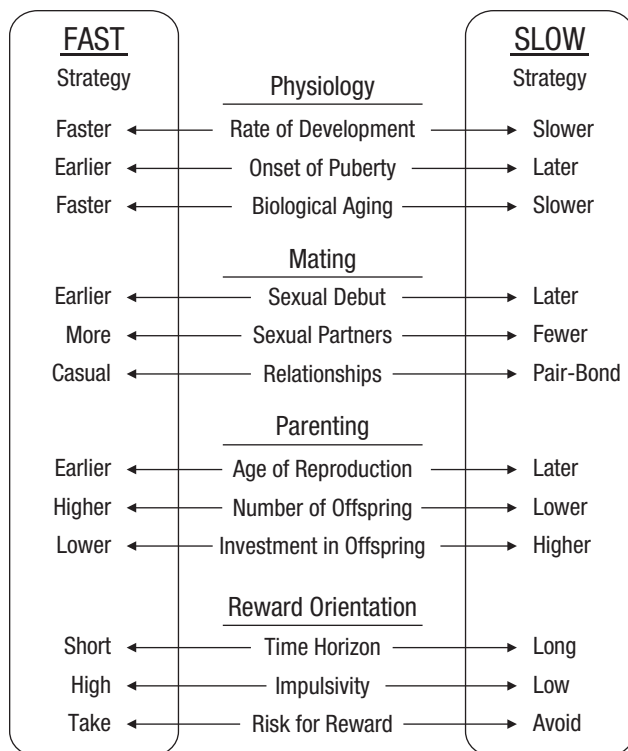 FAST SLOW
Strategy Strategy
Physiology
Faster Rate of Development Slower
Earlier Onset of Puberty Later
Faster Biological Aging Slower
Mating
Earlier Sexual Debut Later
More Sexual Partners Fewer
Casual Relationships Pair-Bond
Parenting
Earlier Age of Reproduction Later
Higher Number of Offspring Lower
Lower Investment in Offspring Higher
Reward Orientation
Short Time Horizon Long
High Impulsivity Low
Take Risk for Reward Avoid